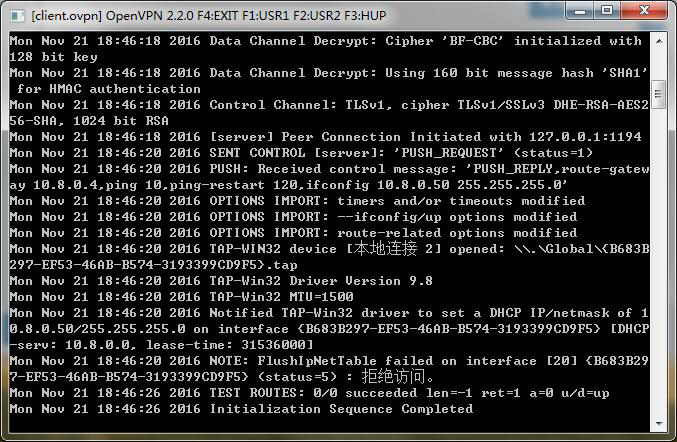 [client.ovpn] OpenVPN 2.2.0 F4:EXIT F1:USR1 F2:USR2 F3:HUP
Mon Nov 21 18:46:18 2016 Data Channel Decrypt: Cipher 'BF-CBC' initialized with
128 bit key
Mon Nov 21 18:46:18 2016 Data Channel Decrypt: Using 160 bit message hash 'SHA1'
 for HMAC authentication
Mon Nov 21 18:46:18 2016 Control Channel: TLSv1, cipher TLSv1/SSLv3 DHE-RSA-AES2
56-SHA, 1024 bit RSA
Mon Nov 21 18:46:18 2016 [server] Peer Connection Initiated with 127.0.0.1:1194
Mon Nov 21 18:46:20 2016 SENT CONTROL [server]: 'PUSH_REQUEST' (status=1)
Mon Nov 21 18:46:20 2016 PUSH: Received control message: 'PUSH_REPLY,route-gatew
ay 10.8.0.4,ping 10,ping-restart 120,ifconfig 10.8.0.50 255.255.255.0'
Mon Nov 21 18:46:20 2016 OPTIONS IMPORT: timers and/or timeouts modified
Mon Nov 21 18:46:20 2016 OPTIONS IMPORT: --ifconfig/up options modified
Mon Nov 21 18:46:20 2016 OPTIONS IMPORT: route-related options modified
Mon Nov 21 18:46:20 2016 TAP-WIN32 device [本地连接 2] opened: \\.\Global\{B683B
297-EF53-46AB-B574-3193399CD9F5}.tap
Mon Nov 21 18:46:20 2016 TAP-Win32 Driver Version 9.8
Mon Nov 21 18:46:20 2016 TAP-Win32 MTU=1500
Mon Nov 21 18:46:20 2016 Notified TAP-Win32 driver to set a DHCP IP/netmask of 1
0.8.0.50/255.255.255.0 on interface {B683B297-EF53-46AB-B574-3193399CD9F5} [DHCP
-serv: 10.8.0.0, lease-time: 31536000]
Mon Nov 21 18:46:20 2016 NOTE: FlushIpNetTable failed on interface [20] {B683B29
7-EF53-46AB-B574-3193399CD9F5} (status=5) : 拒绝访问。
Mon Nov 21 18:46:26 2016 TEST ROUTES: 0/0 succeeded len=-1 ret=1 a=0 u/d=up
Mon Nov 21 18:46:26 2016 Initialization Sequence Completed